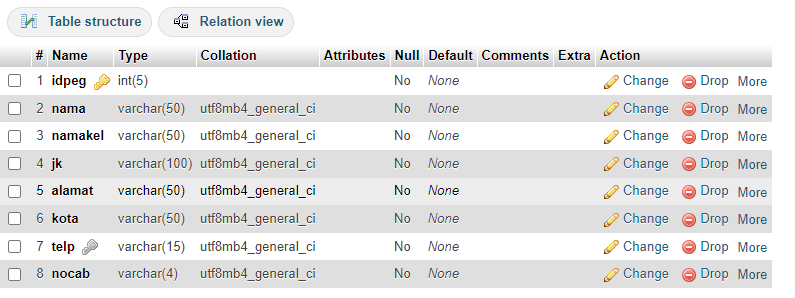 Table structure Relation view
# Name Type Collation Attributes Null Default Comments Extra Action
1 idpeg int(5) No None Change Drop More
2 nama varchar(50) utf8mb4_general_ci No None Change Drop More
3 namakel varchar(50) utf8mb4_general_ci No None Change Drop More
4 jk varchar(100) utf8mb4_general_ci No None Change Drop More
5 alamat varchar(50) utf8mb4_general_ci No None Change Drop More
6 kota varchar(50) utf8mb4_general_ci No None Change Drop More
7 telp varchar(15) utf8mb4_general_ci No None Change Drop More
8 nocab varchar(4) utf8mb4_general_ci No None Change Drop More